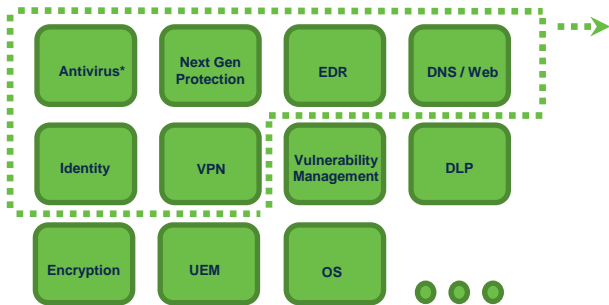 Antivirus*
Next Gen
Protection
EDR
DNS / Web
Identity
VPN
Vulnerability
Management
DLP
Encryption
UEM
OS